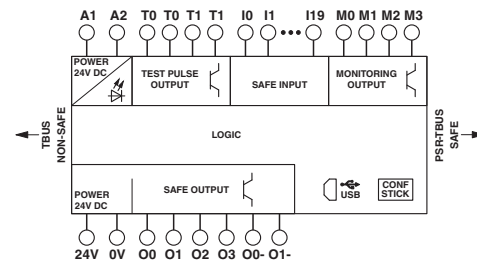 A1 A2 T0 T0 T1 T1 I0 I1 ••• I19 M0 M1 M2 M3
POWER
24V DC
TEST PULSE
OUTPUT
SAFE INPUT
MONITORING
OUTPUT
TBUS
NON-SAFE
LOGIC
PSR-TBUS
SAFE
POWER
24V DC
SAFE OUTPUT
USB
CONF
STICK
24V 0V O0 O1 O2 O3 O0- O1-